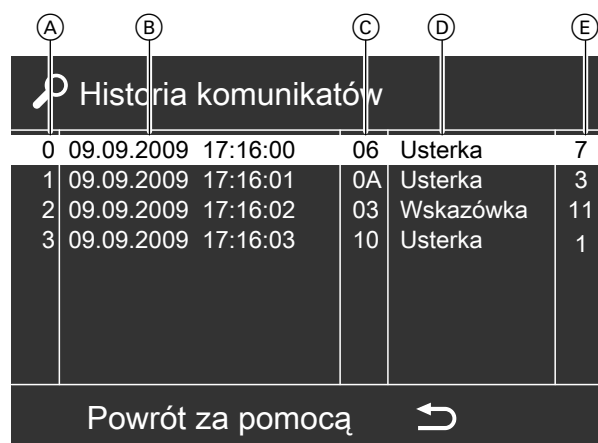 A B C D E
Historia komunikatów
0 09.09.2009 17:16:00 06 Usterka 7
1 09.09.2009 17:16:01 0A Usterka 3
2 09.09.2009 17:16:02 03 Wskazówka 11
3 09.09.2009 17:16:03 10 Usterka 1
Powrót za pomocą